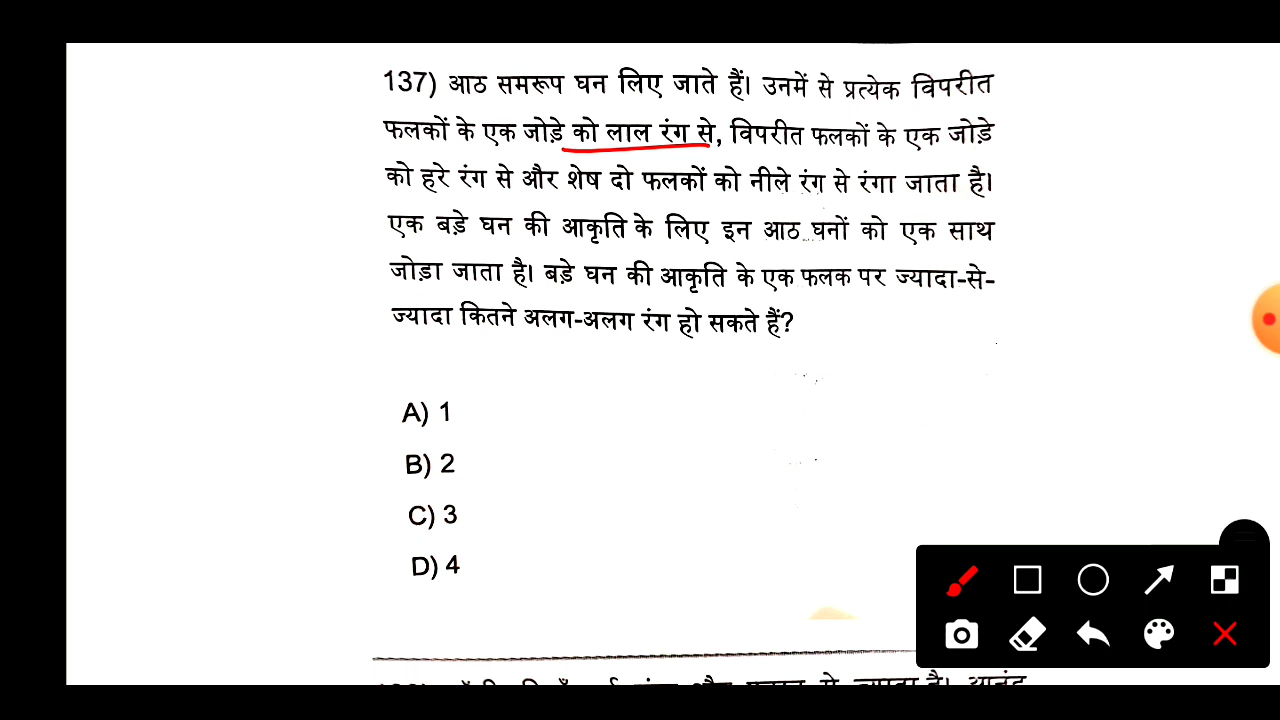 137) आठ समरूप घन लिए जाते हैं। उनमें से प्रत्येक विपरीत
फलकों के एक जोड़े को लाल रंग से, विपरीत फलकों के एक जोड़े
को हरे रंग से और शेष दो फलकों को नीले रंग से रंगा जाता है।
एक बड़े घन की आकृति के लिए इन आठ घनों को एक साथ
जोड़ा जाता है। बड़े घन की आकृति के एक फलक पर ज्यादा-से-
ज्यादा कितने अलग-अलग रंग हो सकते हैं?
A) 1
B) 2
C) 3
D) 4